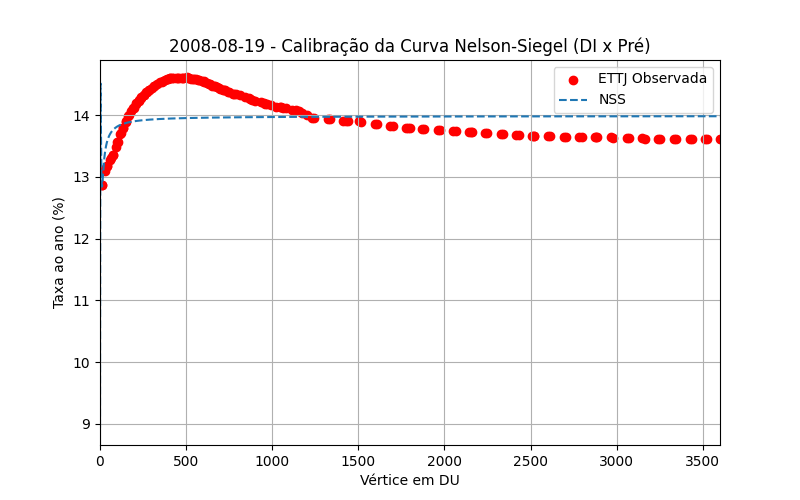 2008-08-19 - Calibração da Curva Nelson-Siegel (DI x Pré)
ETTJ Observada
NSS
Taxa ao ano (%)
14
13
12
11
10
9
0 500 1000 1500 2000 2500 3000 3500
Vértice em DU